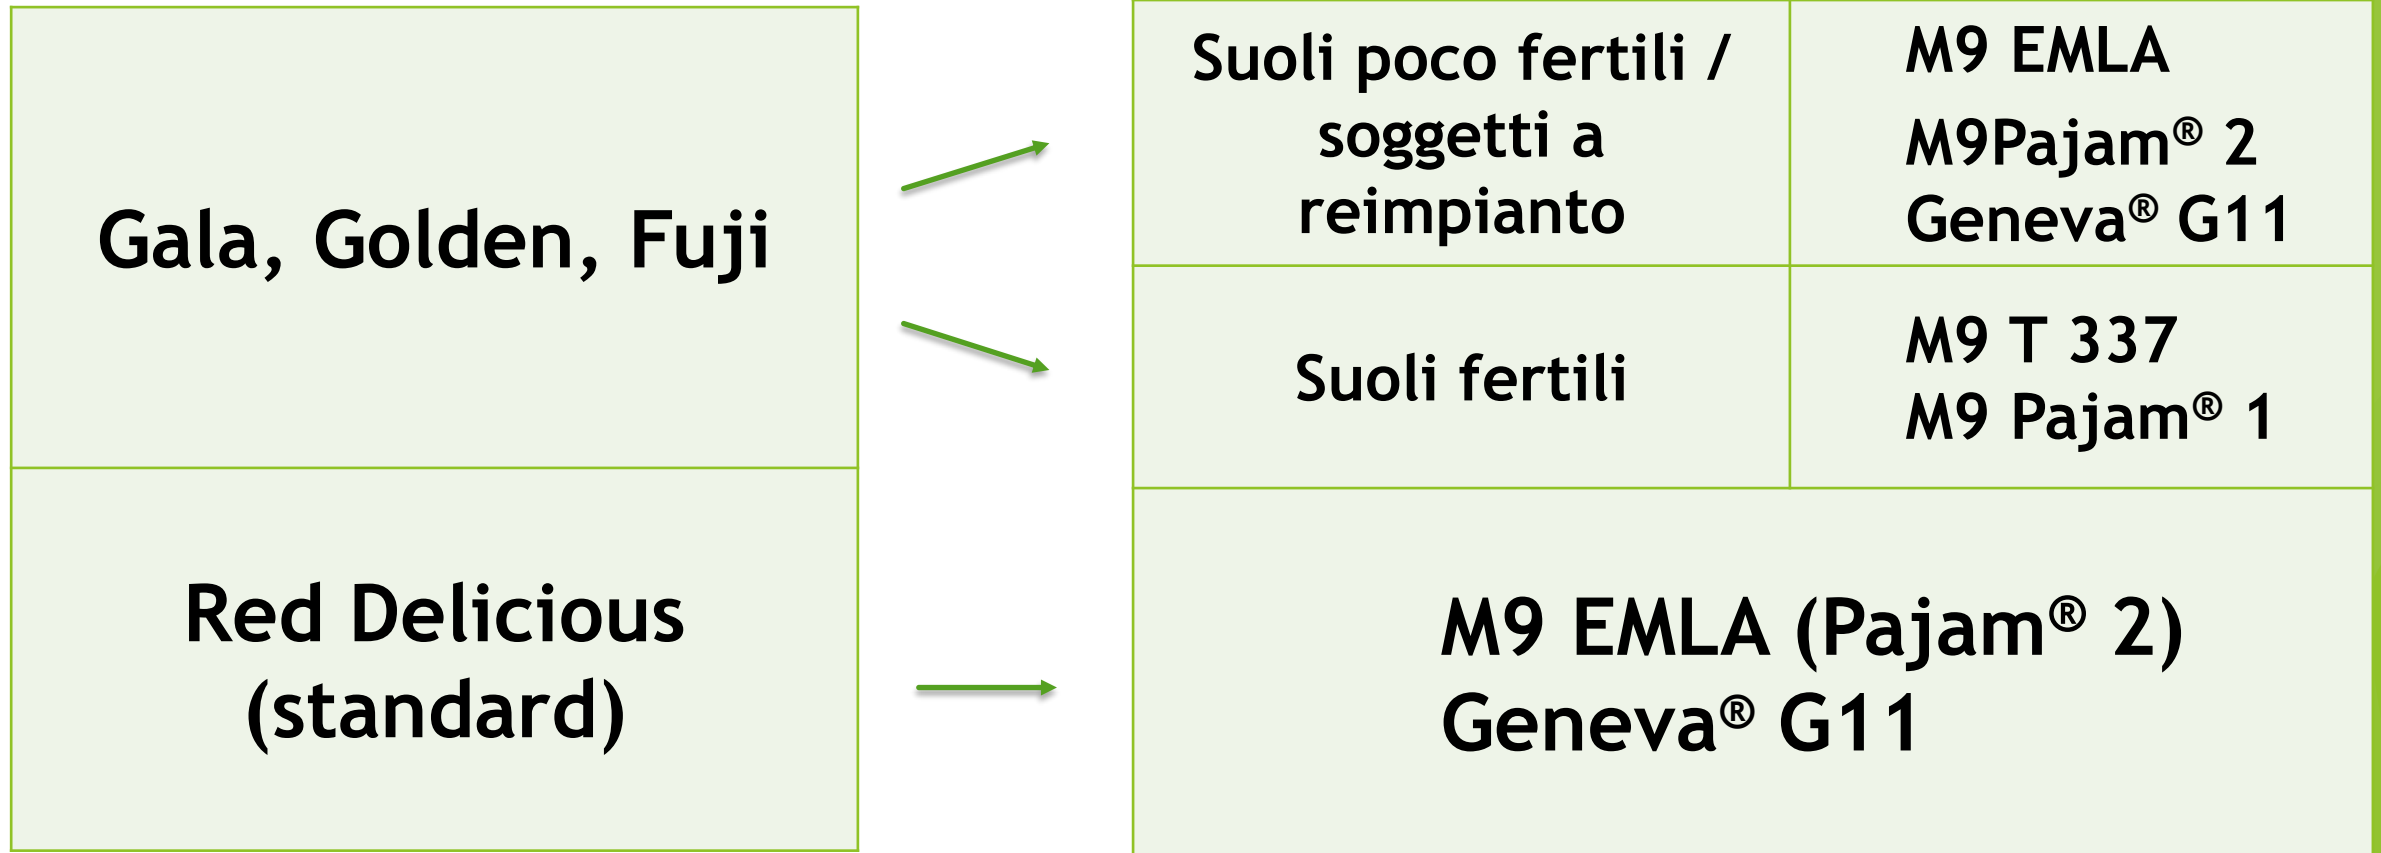 Gala, Golden, Fuji
Suoli poco fertili /
soggetti a
reimpianto
M9 EMLA
M9Pajam® 2
Geneva® G11
Suoli fertili
M9 T 337
M9 Pajam® 1
Red Delicious
(standard)
M9 EMLA (Pajam® 2)
Geneva® G11